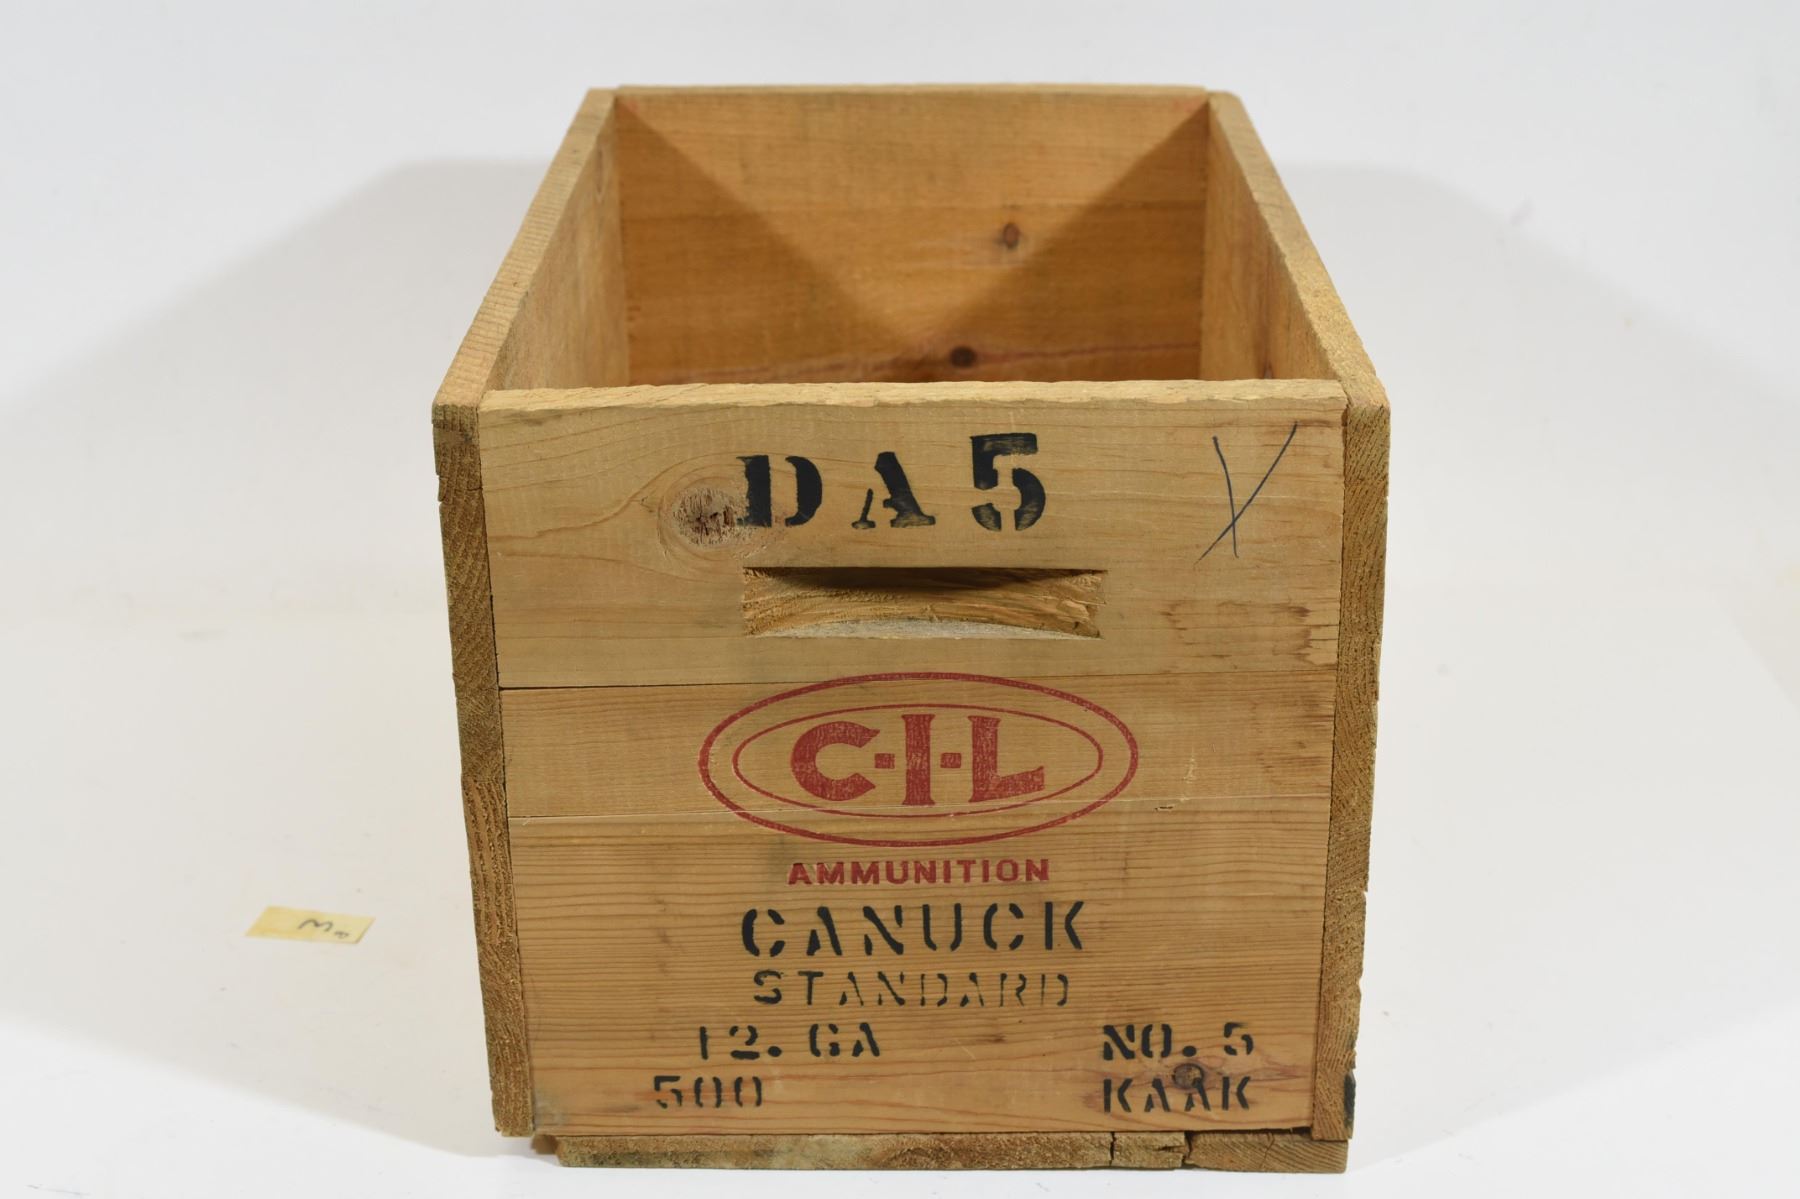 DA5
X
C-I-L
AMMUNITION
CANUCK
STANDARD
12. GA NO. 5
500 KAAK